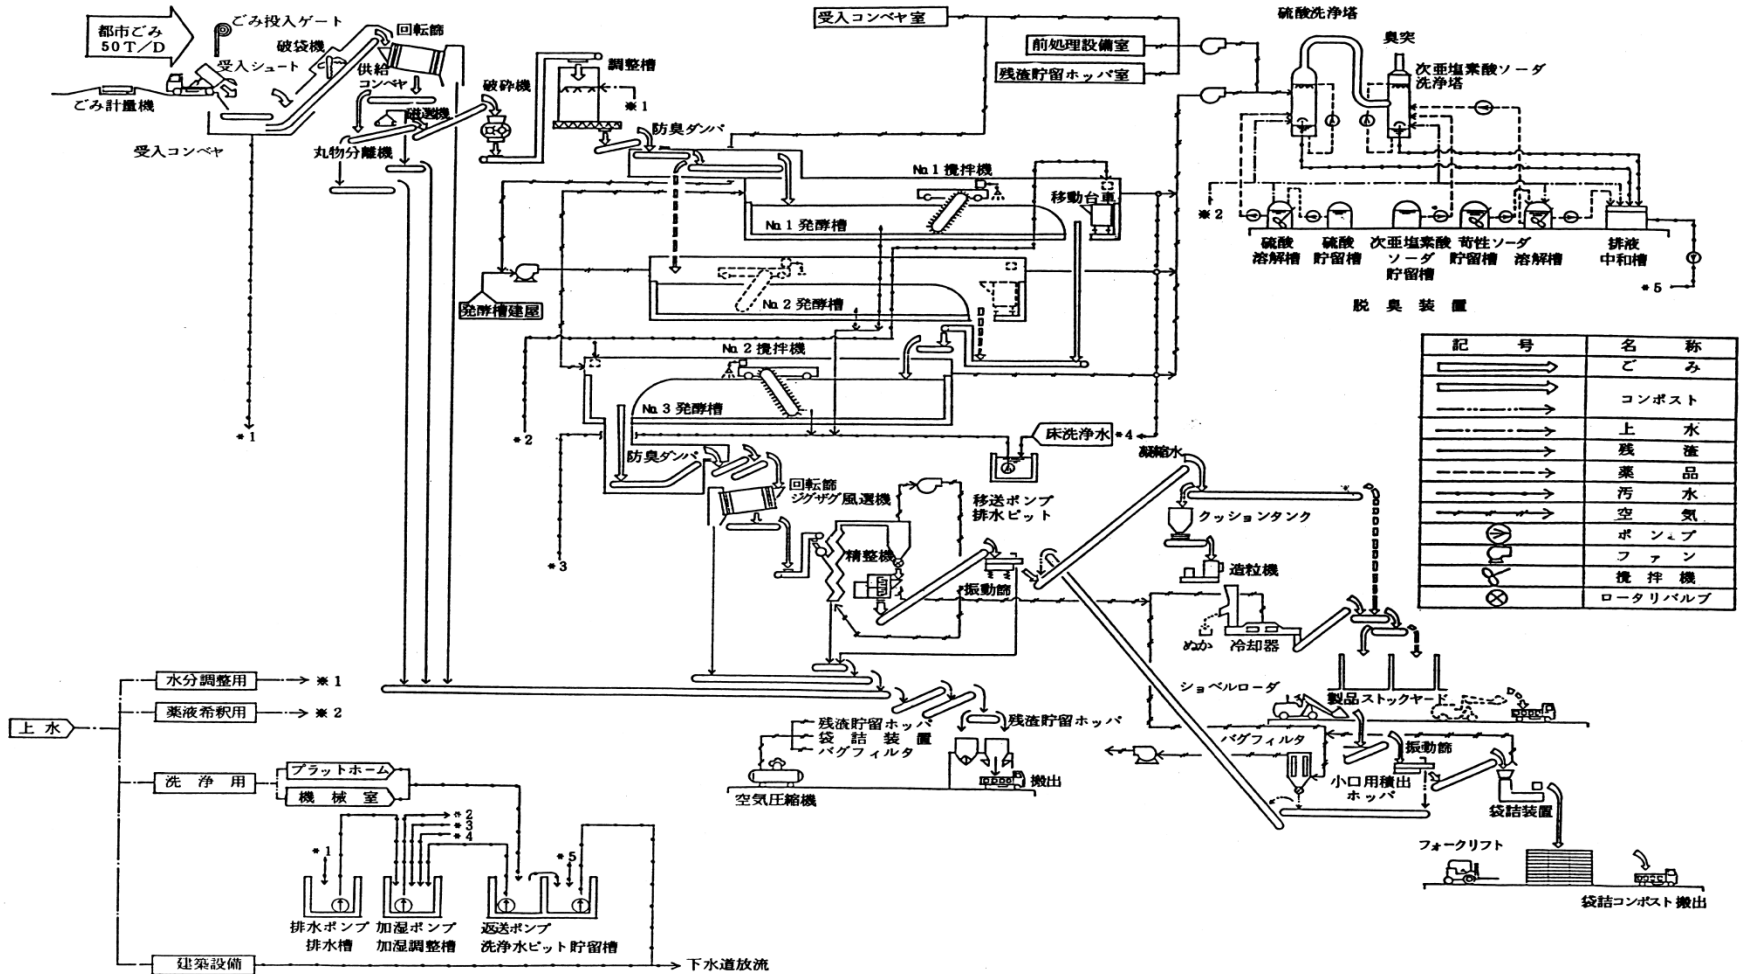 都市ごみ
50T/D
ごみ投入ゲート
破袋機
回転篩
受入シュート
供給
コンベヤ
ごみ計量機
受入コンベヤ
磁選機
丸物分離機
破砕機
調整槽
※1
防臭ダンパ
受入コンベヤ室
前処理設備室
残渣貯留ホッパ室
硫酸洗浄塔
臭突
次亜塩素酸ソーダ
洗浄塔
※2
硫酸
溶解槽
硫酸
貯留槽
次亜塩素酸
ソーダ
貯留槽
苛性ソーダ
貯留槽
溶解槽
排液
中和槽
*5
脱臭装置
No.1攪拌機
移動台車
No.1発酵槽
No.2発酵槽
発酵槽建屋
No.2攪拌機
No.3発酵槽
*1
*2
*3
床洗浄水
*4
防臭ダンパ
回転篩
ジグザグ風選機
移送ポンプ
排水ピット
精整機
振動篩
凝縮水
クッションタンク
造粒機
ぬか
冷却器
記号
名称
ごみ
コンポスト
上水
残渣
薬品
汚水
空気
ポンプ
ファン
攪拌機
ロータリバルブ
ショベルローダ
製品ストックヤード
バグフィルタ
振動篩
小口用積出
ホッパ
袋詰装置
フォークリフト
袋詰コンポスト搬出
残渣貯留ホッパ
袋詰装置
バグフィルタ
空気圧縮機
残渣貯留ホッパ
搬出
上水
水分調整用
※1
薬液希釈用
※2
洗浄用
プラットホーム
機械室
*1
*2
*3
*4
*5
排水ポンプ
排水槽
加湿ポンプ
加湿調整槽
返送ポンプ
洗浄水ピット貯留槽
建築設備
下水道放流